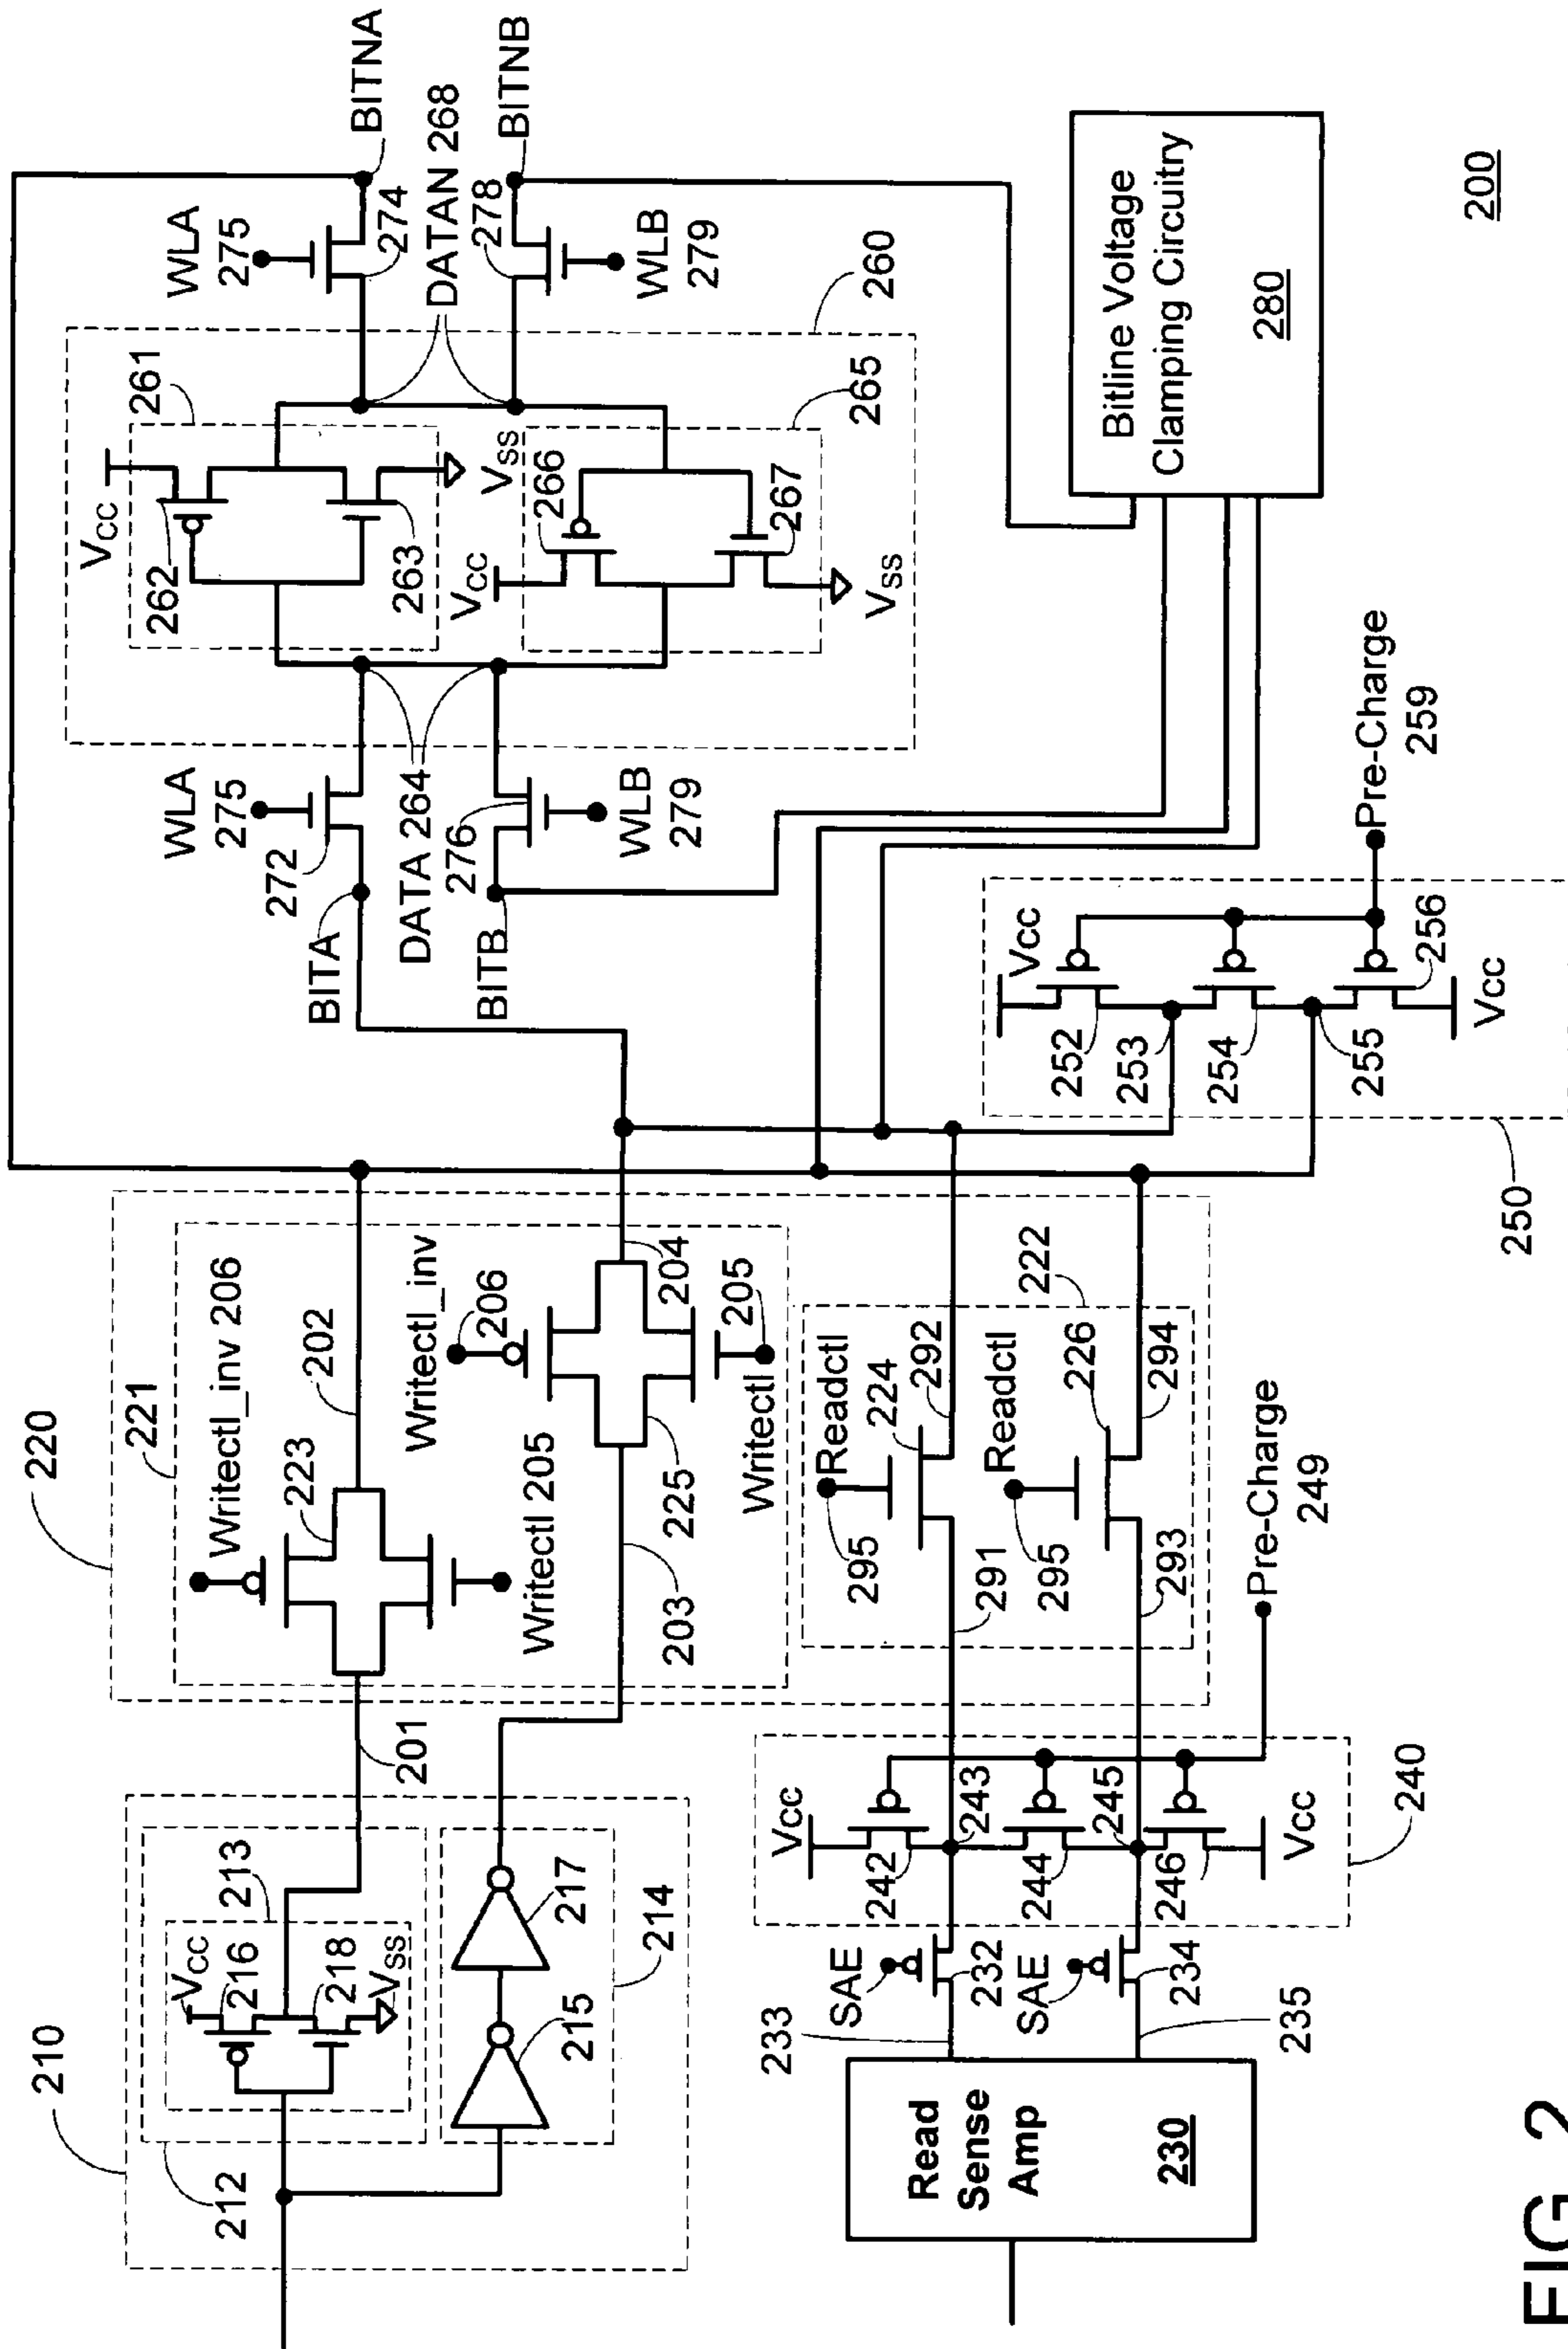 210
212
213
VCC
216
218
VSS
215
217
214
201
220
221
Writectl_inv 206
223
202
Writectl 205
Writectl_inv
206
204
225
203
205
Writectl
222
Readctl
224
292
295
291
Readctl
226
294
295
293
Read
Sense
Amp
230
233
235
SAE
232
SAE
234
Vcc
242
243
244
245
246
Vcc
240
Pre-Charge
249
250
Vcc
252
253
254
255
256
Vcc
Pre-Charge
259
BITA
272
WLA
275
DATA 264
BITB
276
WLB
279
VCC
262
261
263
VSS
VCC
266
267
VSS
265
260
WLA
275
274
BITNA
DATAN 268
278
BITNB
WLB
279
Bitline Voltage
Clamping Circuitry
280
200
FIG 2